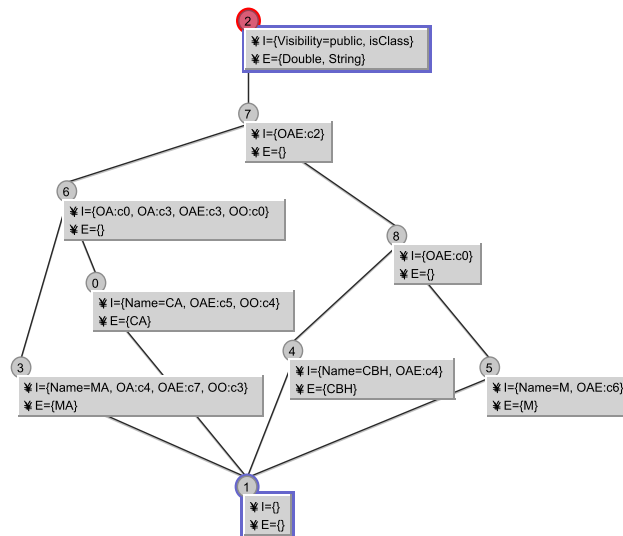 2
¥ I={Visibility=public, isClass}
¥ E={Double, String}
7
¥ I={OAE:c2}
¥ E={}
6
¥ I={OA:c0, OA:c3, OAE:c3, OO:c0}
¥ E={}
8
¥ I={OAE:c0}
¥ E={}
0
¥ I={Name=CA, OAE:c5, OO:c4}
¥ E={CA}
3
¥ I={Name=MA, OA:c4, OAE:c7, OO:c3}
¥ E={MA}
4
¥ I={Name=CBH, OAE:c4}
¥ E={CBH}
5
¥ I={Name=M, OAE:c6}
¥ E={M}
1
¥ I={}
¥ E={}